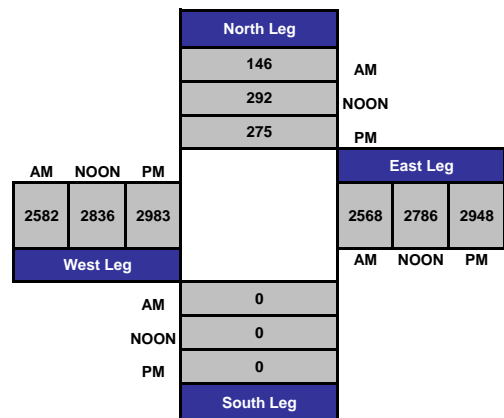 North Leg
146 AM
292 NOON
275 PM
AM NOON PM East Leg
2582 2836 2983 2568 2786 2948
West Leg AM NOON PM
AM 0
NOON 0
PM 0
South Leg